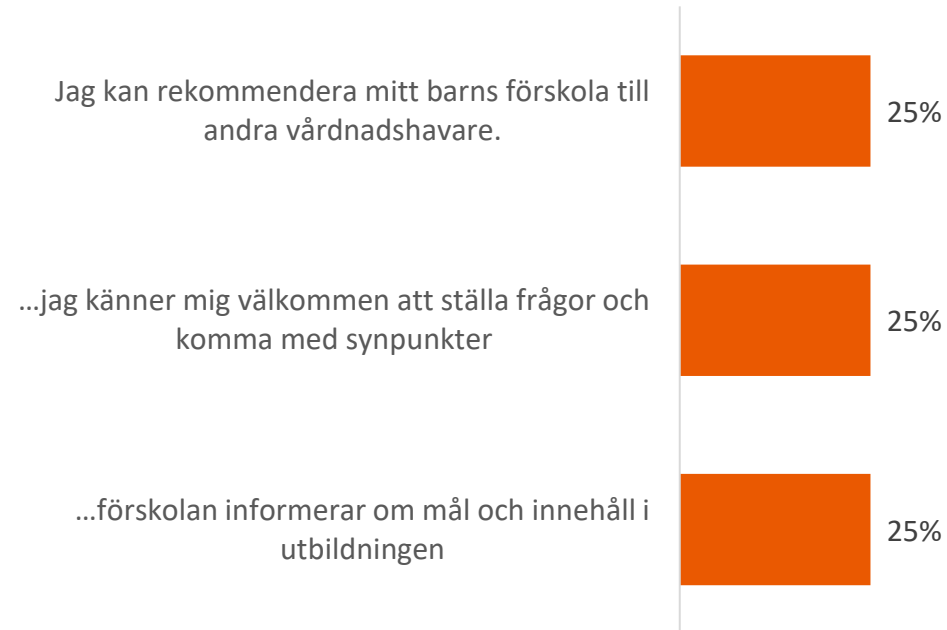 Jag kan rekommendera mitt barns förskola till
andra vårdnadshavare.
25%
...jag känner mig välkommen att ställa frågor och
komma med synpunkter
25%
...förskolan informerar om mål och innehåll i
utbildningen
25%